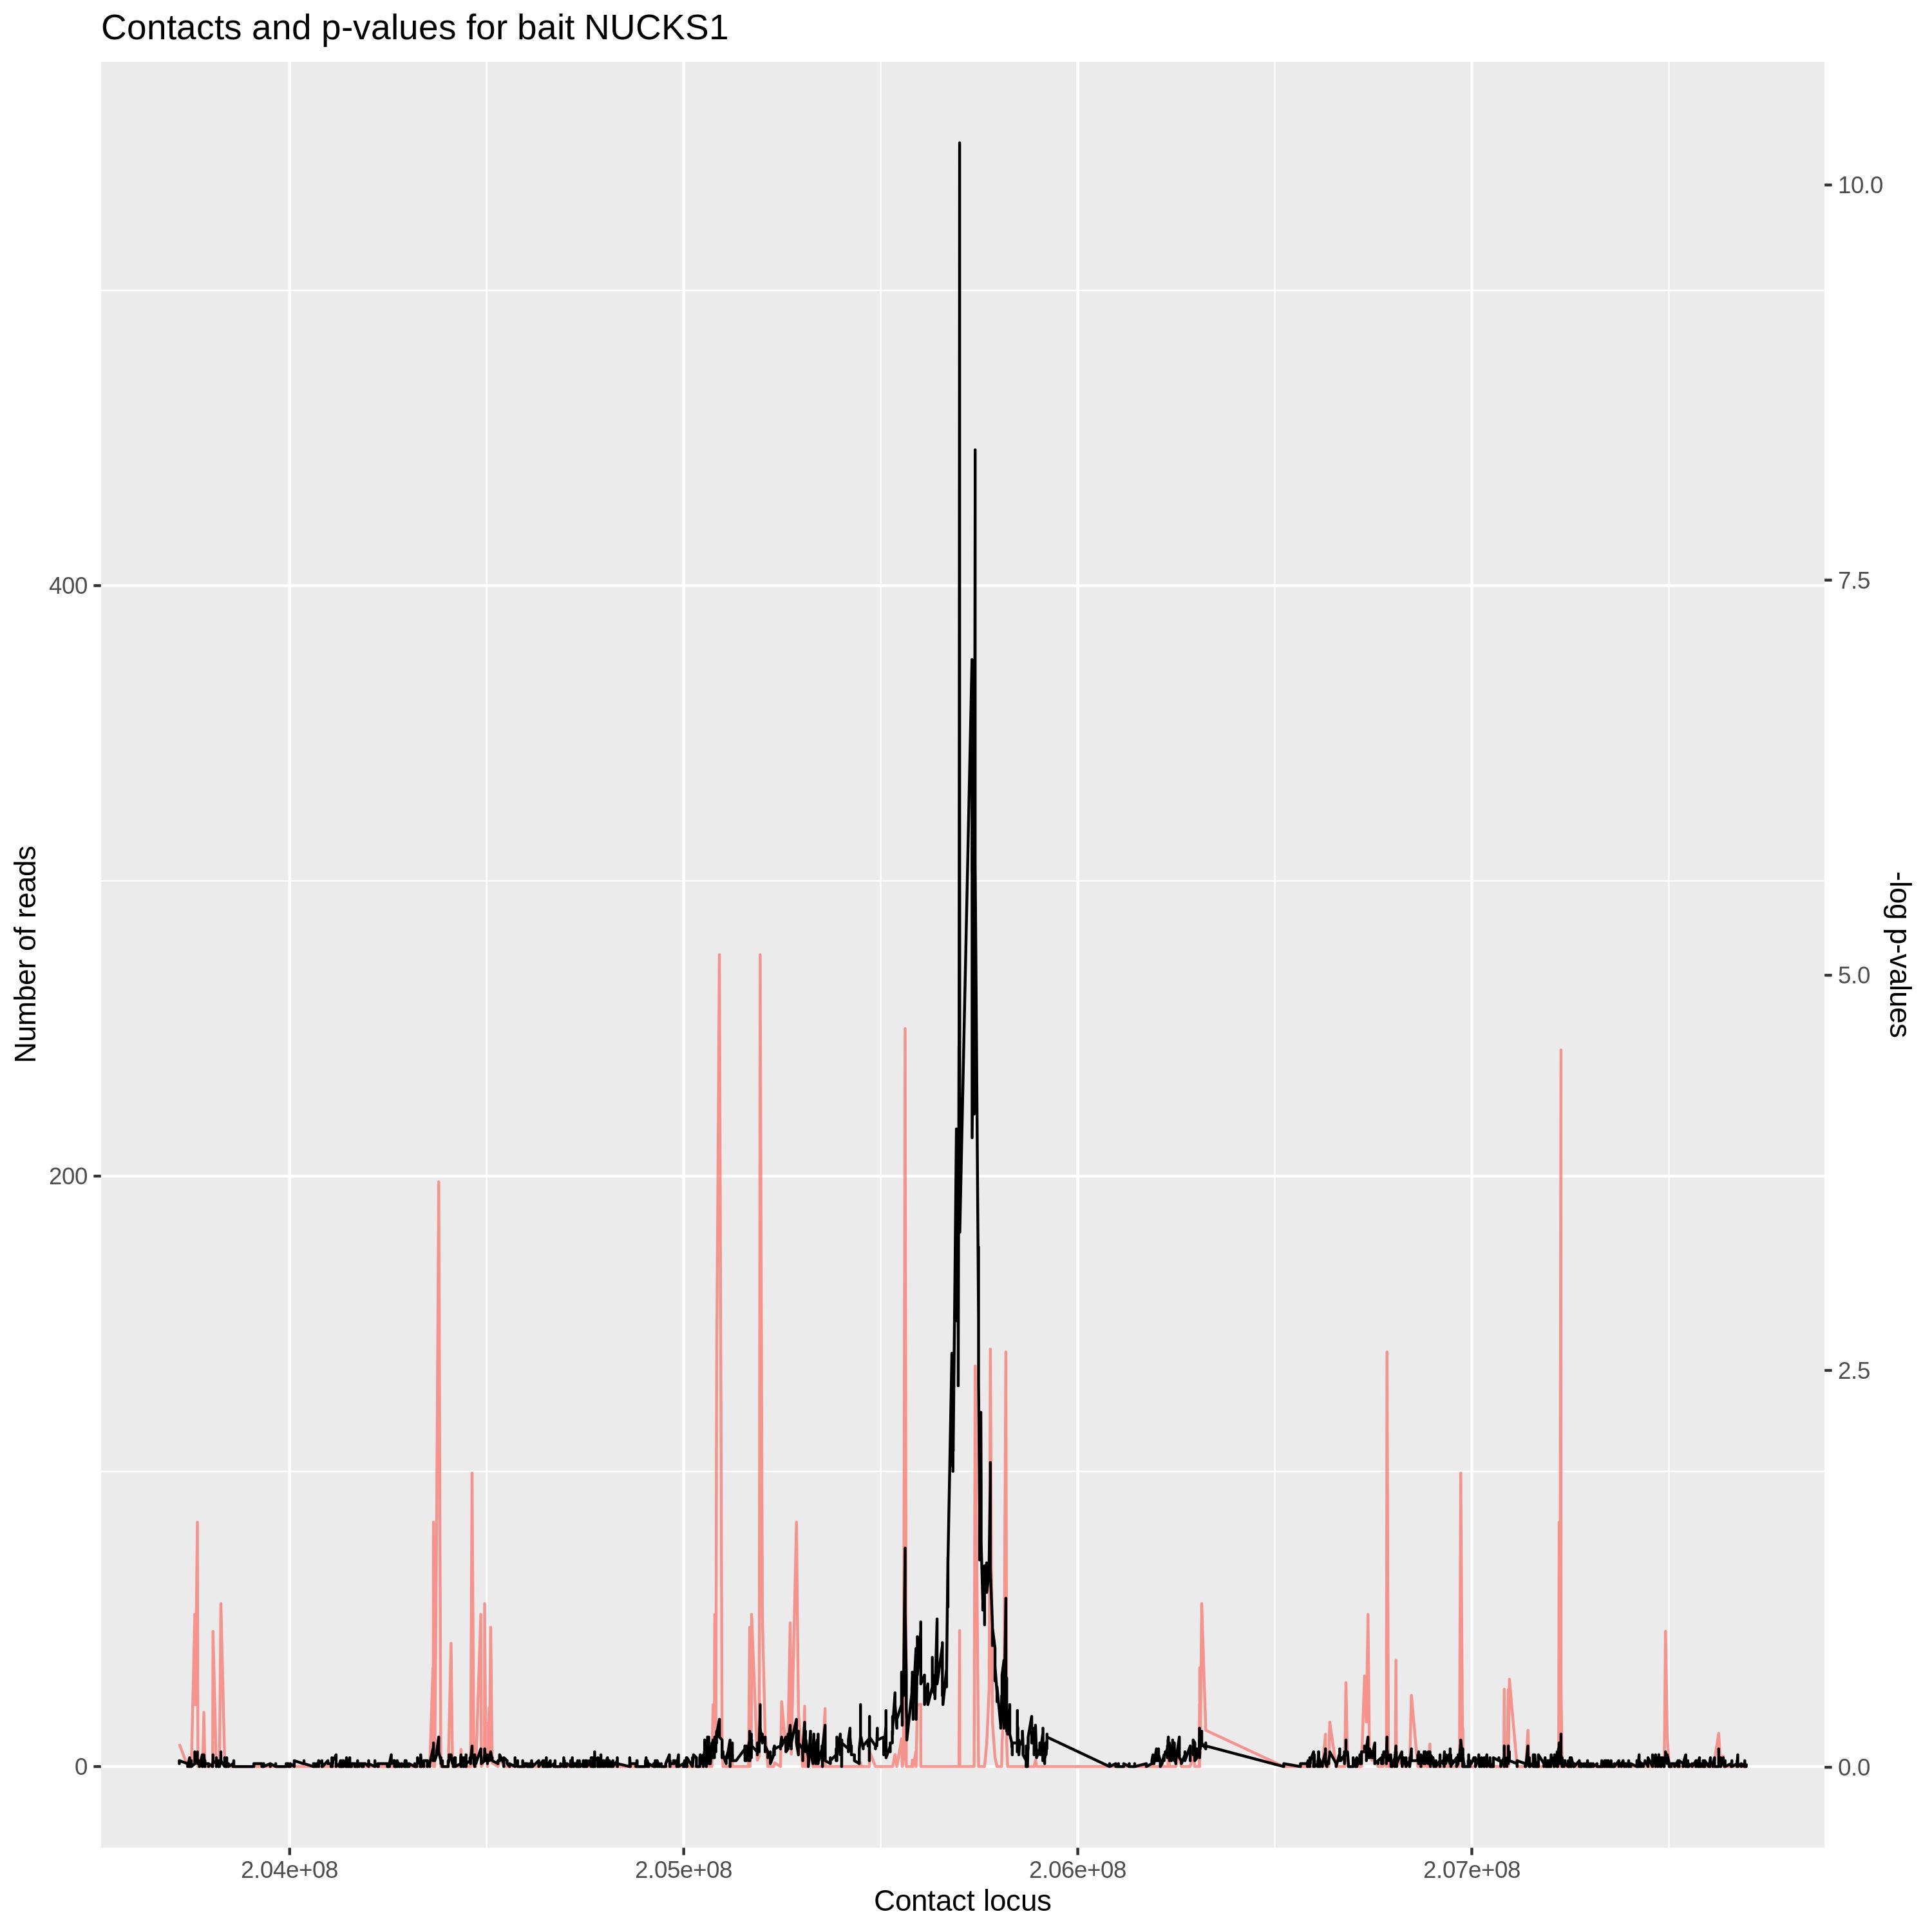 Contacts and p-values for bait NUCKS1
Number of reads
400
200
0
10.0
7.5
5.0
2.5
0.0
-log p-values
2.04e+08
2.05e+08
2.06e+08
2.07e+08
Contact locus